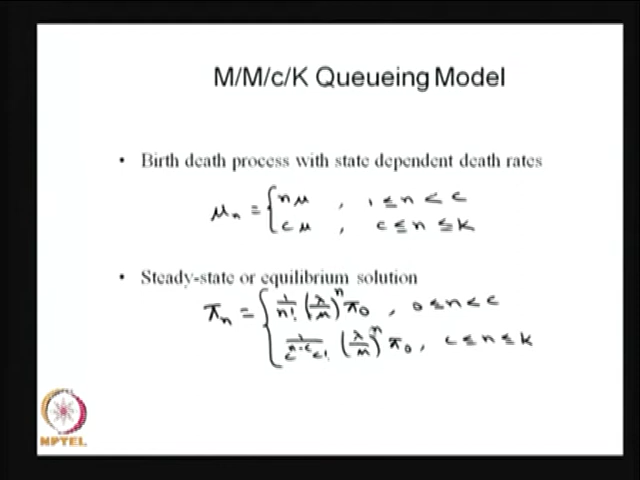 M/M/c/K Queueing Model
• Birth death process with state dependent death rates
μₙ = { nμ , 1 ≤ n < c
cμ , c ≤ n ≤ K
• Steady-state or equilibrium solution
πₙ = { 1/n! (λ/μ)ⁿ π₀ , 0 ≤ n < c
1/(cⁿ⁻ᶜ c!) (λ/μ)ⁿ π₀ , c ≤ n ≤ K
NPTEL